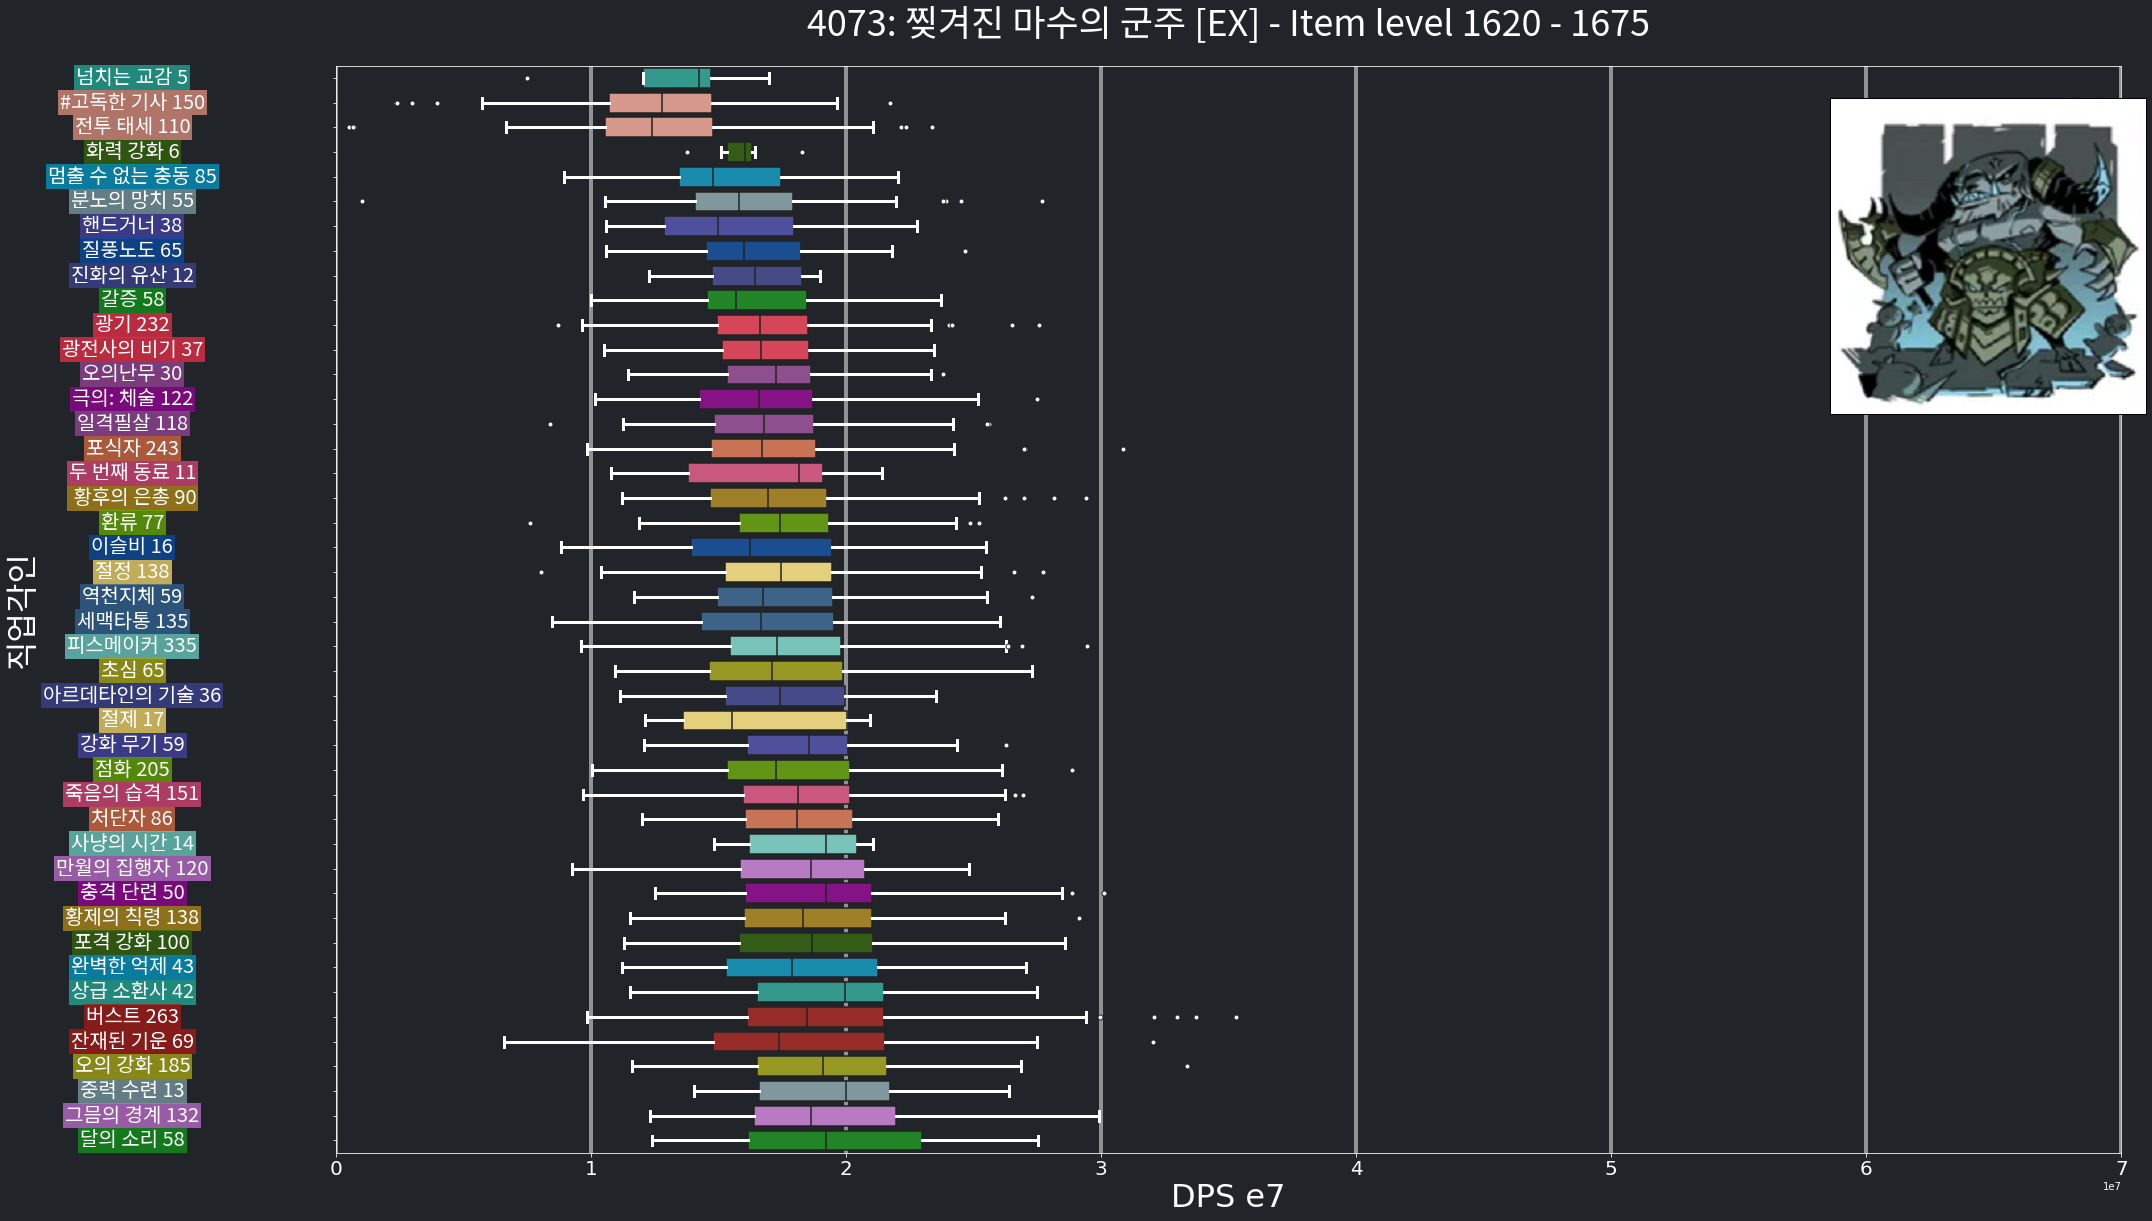 4073: 찢겨진 마수의 군주 [EX] - Item level 1620 - 1675
넘치는 교감 5
#고독한 기사 150
전투 태세 110
화력 강화 6
멈출 수 없는 충동 85
분노의 망치 55
핸드거너 38
질풍노도 65
진화의 유산 12
갈증 58
광기 232
광전사의 비기 37
오의난무 30
극의: 체술 122
일격필살 118
포식자 243
두 번째 동료 11
황후의 은총 90
환류 77
이슬비 16
절정 138
역천지체 59
세맥타통 135
피스메이커 335
초심 65
아르데타인의 기술 36
절제 17
강화 무기 59
점화 205
죽음의 습격 151
처단자 86
사냥의 시간 14
만월의 집행자 120
충격 단련 50
황제의 칙령 138
포격 강화 100
완벽한 억제 43
상급 소환사 42
버스트 263
잔재된 기운 69
오의 강화 185
중력 수련 13
그믐의 경계 132
달의 소리 58
직업각인
0 1 2 3 4 5 6 7
1e7
DPS e7